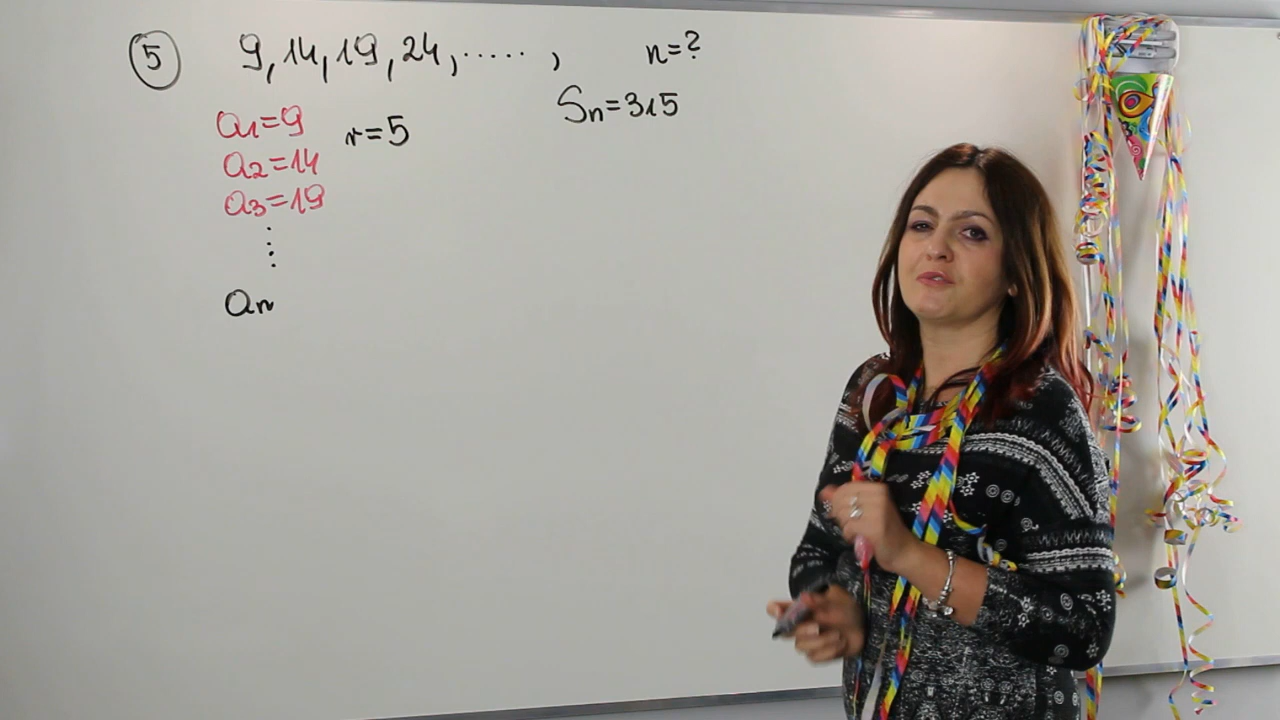 5 9, 14, 19, 24, ..... , n=?
Sn=315
a1=9 r=5
a2=14
a3=19
⋮
an